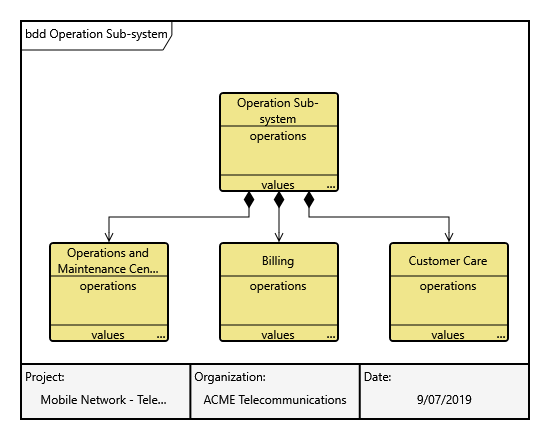 bdd Operation Sub-system
Operation Sub-
system
operations
values ...
Operations and
Maintenance Cen...
operations
values ...
Billing
operations
values ...
Customer Care
operations
values ...
Project:
Mobile Network - Tele...
Organization:
ACME Telecommunications
Date:
9/07/2019